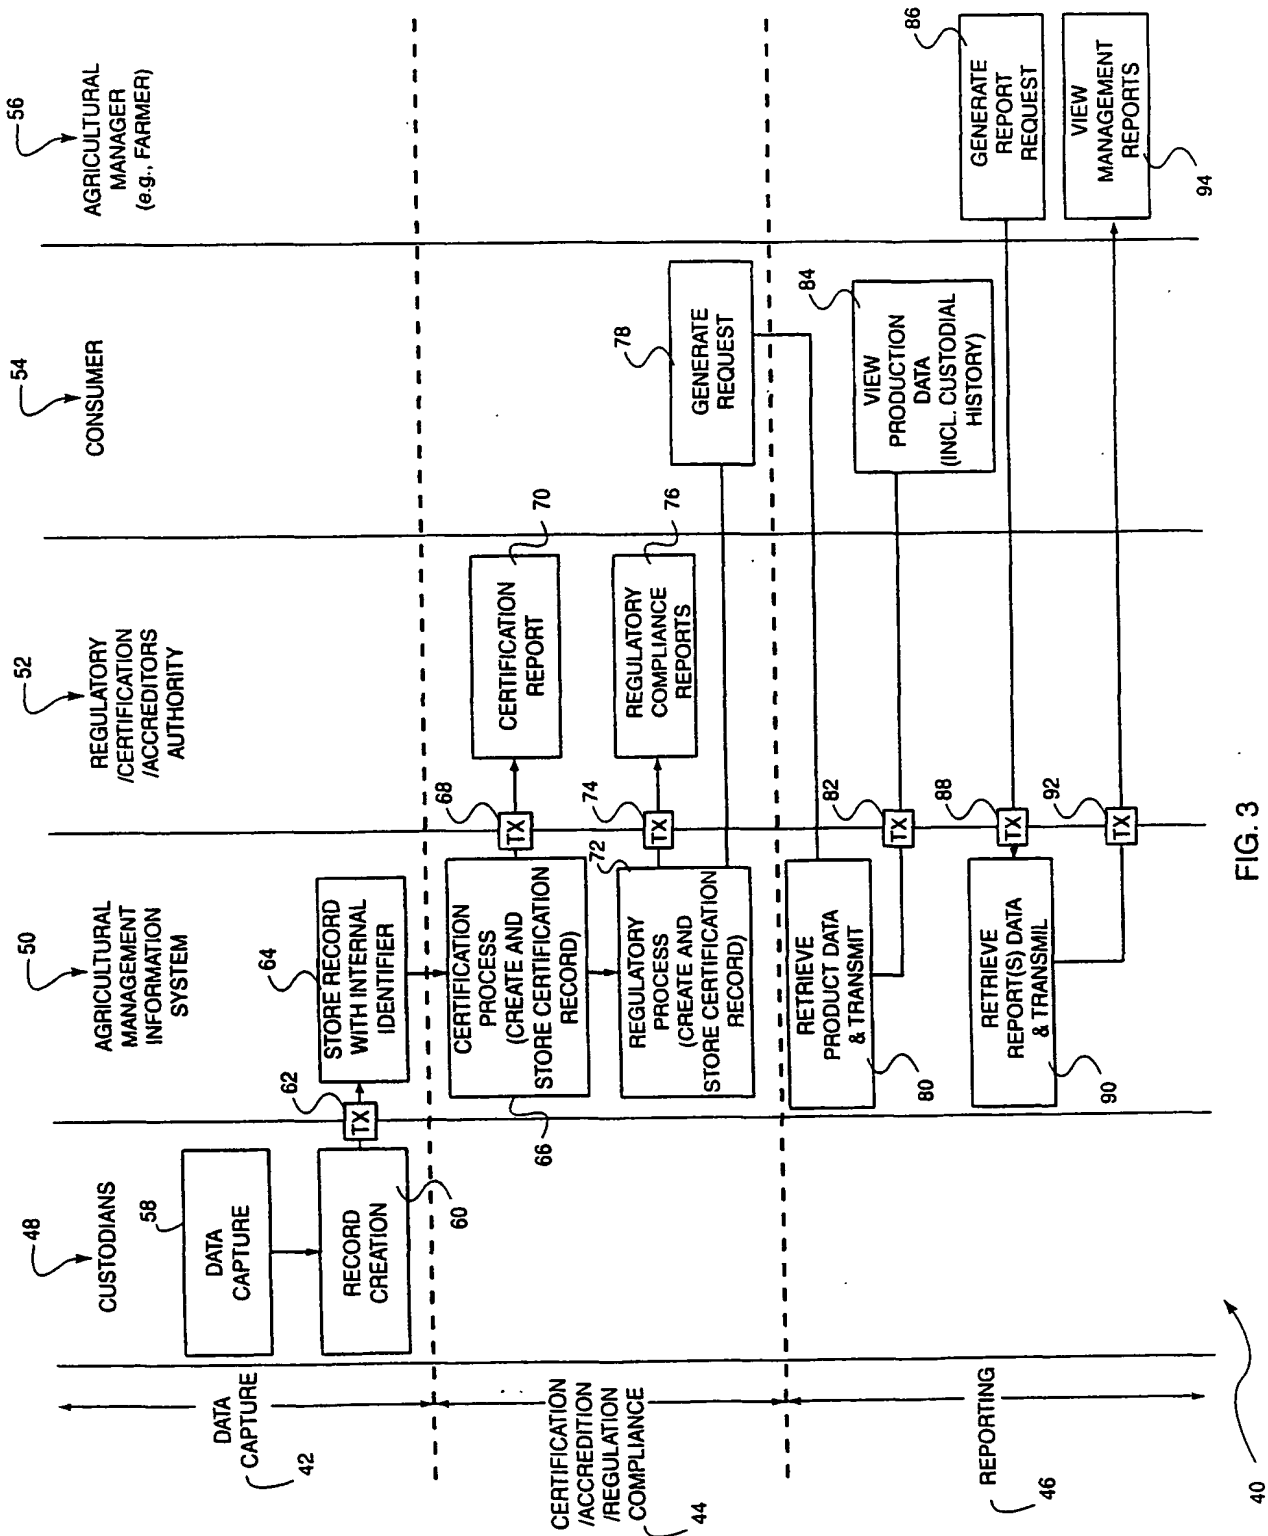 48
CUSTODIANS
50
AGRICULTURAL
MANAGEMENT
INFORMATION
SYSTEM
52
REGULATORY
/CERTIFICATION
/ACCREDITORS
AUTHORITY
54
CONSUMER
56
AGRICULTURAL
MANAGER
(e.g., FARMER)
DATA
CAPTURE
42
58
DATA
CAPTURE
RECORD
CREATION
60
62
TX
64
STORE RECORD
WITH INTERNAL
IDENTIFIER
CERTIFICATION
/ACCREDITION
/REGULATION
COMPLIANCE
44
CERTIFICATION
PROCESS
(CREATE AND
STORE CERTIFICATION
RECORD)
66
68
TX
CERTIFICATION
REPORT
70
REGULATORY
PROCESS
(CREATE AND
STORE CERTIFICATION
RECORD)
72
74
TX
REGULATORY
COMPLIANCE
REPORTS
76
78
GENERATE
REQUEST
REPORTING
46
RETRIEVE
PRODUCT DATA
& TRANSMIT
80
82
TX
84
VIEW
PRODUCTION
DATA
(INCL. CUSTODIAL
HISTORY)
86
GENERATE
REPORT
REQUEST
88
TX
RETRIEVE
REPORT(S) DATA
& TRANSMIL
90
92
TX
VIEW
MANAGEMENT
REPORTS
94
40
FIG. 3